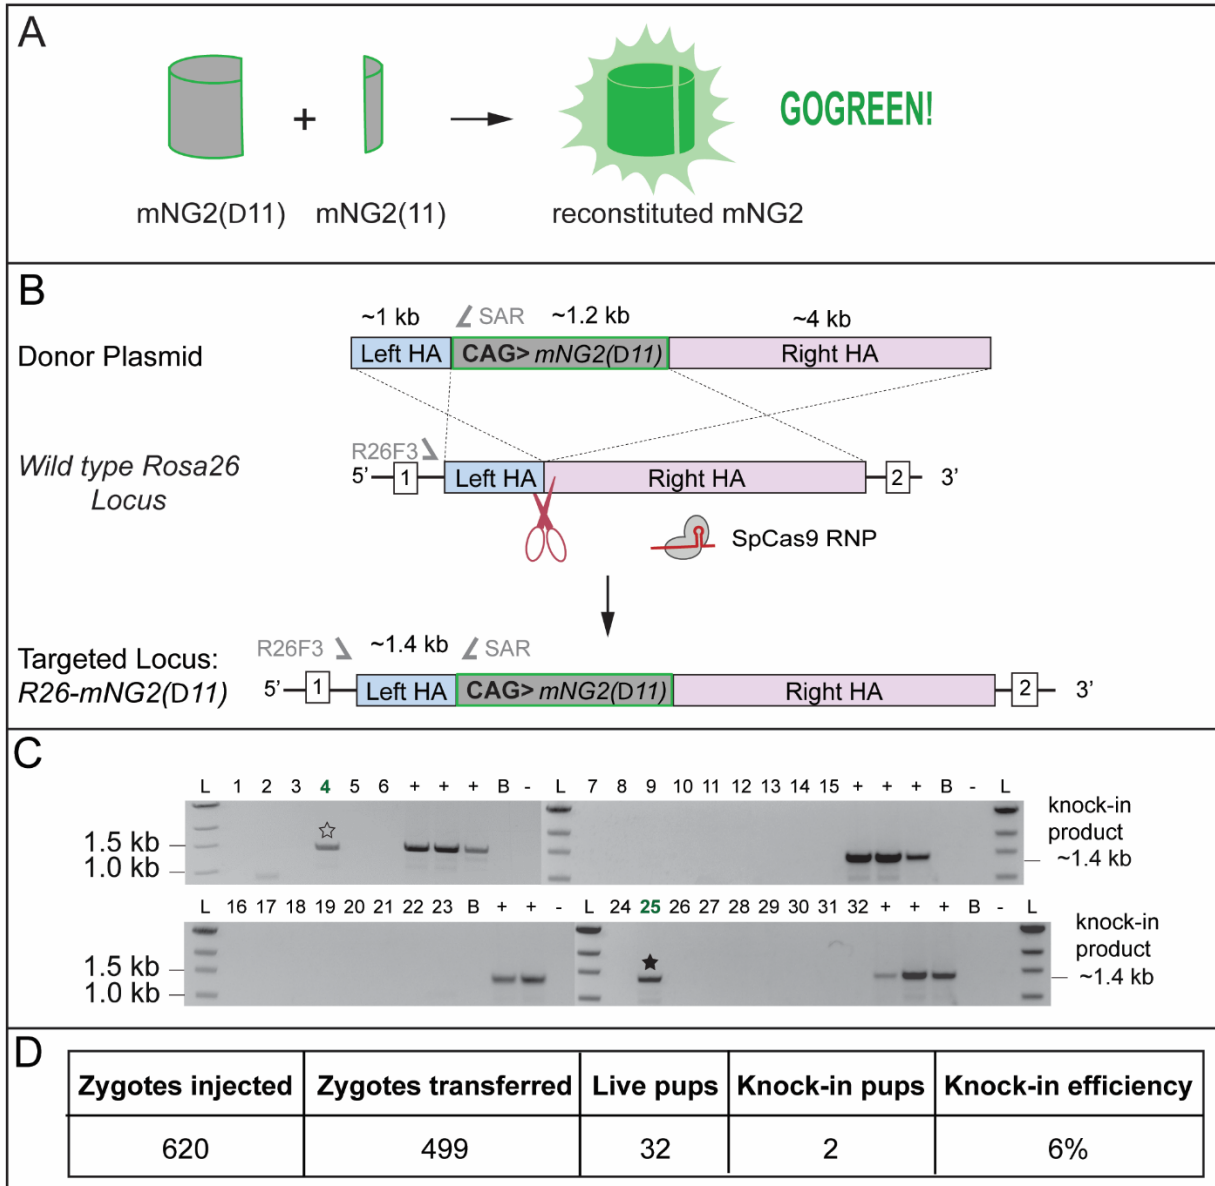 A
+
GOGREEN!
mNG2(D11) mNG2(11) reconstituted mNG2
B
~1 kb SAR ~1.2 kb ~4 kb
Donor Plasmid Left HA CAG> mNG2(D11) Right HA
R26F3
Wild type Rosa26
Locus
5’ 1 Left HA Right HA 2 3’
SpCas9 RNP
R26F3 ~1.4 kb SAR
Targeted Locus:
R26-mNG2(D11)
5’ 1 Left HA CAG> mNG2(D11) Right HA 2 3’
C
L 1 2 3 4 5 6 + + + B - L 7 8 9 10 11 12 13 14 15 + + + B - L
knock-in
product
~1.4 kb
1.5 kb
1.0 kb
L 16 17 18 19 20 21 22 23 B + + - L 24 25 26 27 28 29 30 31 32 + + + B - L
knock-in
product
~1.4 kb
1.5 kb
1.0 kb
D
Zygotes injected Zygotes transferred Live pups Knock-in pups Knock-in efficiency
620 499 32 2 6%